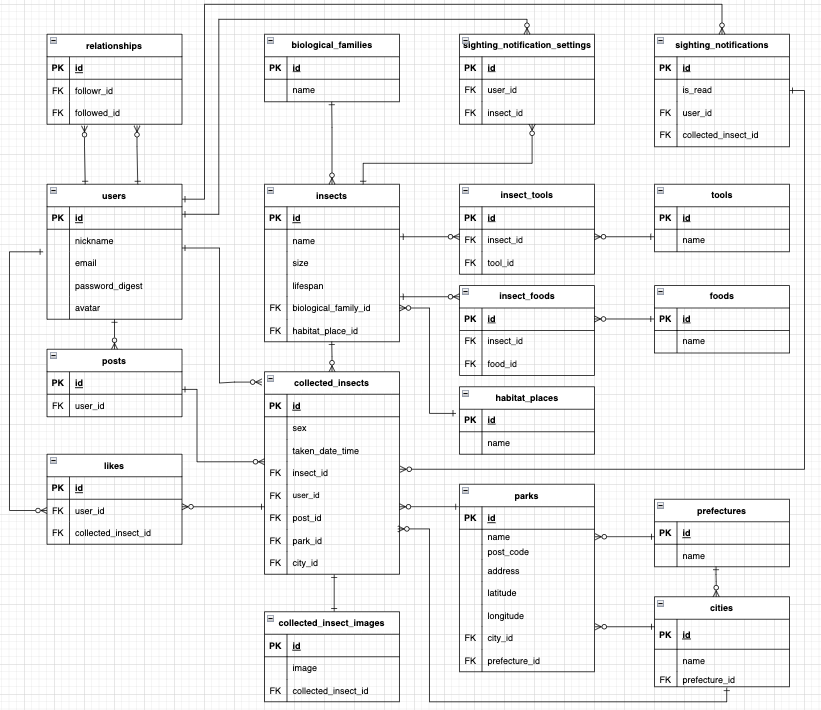 relationships
PK id
FK followr_id
FK followed_id
biological_families
PK id
name
sighting_notification_settings
PK id
FK user_id
FK insect_id
sighting_notifications
PK id
is_read
FK user_id
FK collected_insect_id
users
PK id
nickname
email
password_digest
avatar
insects
PK id
name
size
lifespan
FK biological_family_id
FK habitat_place_id
insect_tools
PK id
FK insect_id
FK tool_id
tools
PK id
name
insect_foods
PK id
FK insect_id
FK food_id
foods
PK id
name
posts
PK id
FK user_id
collected_insects
PK id
sex
taken_date_time
FK insect_id
FK user_id
FK post_id
FK park_id
FK city_id
habitat_places
PK id
name
likes
PK id
FK user_id
FK collected_insect_id
parks
PK id
name
post_code
address
latitude
longitude
FK city_id
FK prefecture_id
prefectures
PK id
name
cities
PK id
name
FK prefecture_id
collected_insect_images
PK id
image
FK collected_insect_id